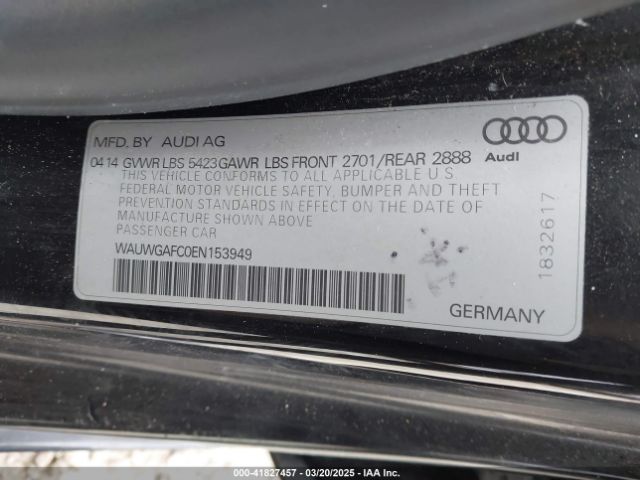 MFD. BY AUDI AG
04 14 GVWR LBS 5423 GAWR LBS FRONT 2701/REAR 2888
Audi
THIS VEHICLE CONFORMS TO ALL APPLICABLE U.S.
FEDERAL MOTOR VEHICLE SAFETY, BUMPER AND THEFT
PREVENTION STANDARDS IN EFFECT ON THE DATE OF
MANUFACTURE SHOWN ABOVE
PASSENGER CAR
WAUWGAFC0EN153949
1832617
GERMANY
000-41827457 - 03/20/2025 - IAA Inc.